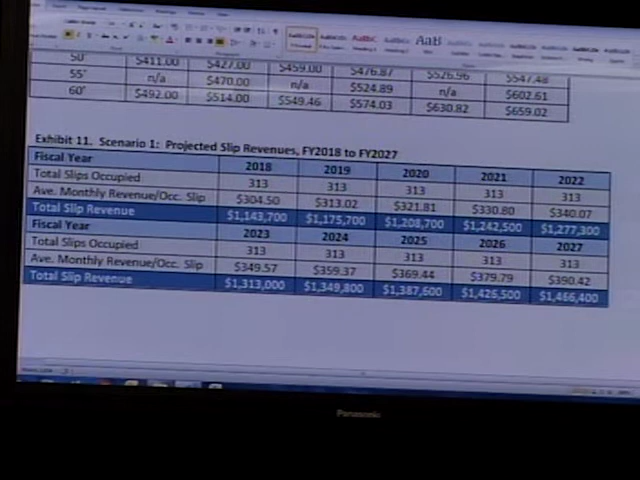 50' $411.00 $427.00 $459.00 $476.87 $526.96 $547.48
55' n/a $470.00 n/a $524.89 n/a $602.61
60' $492.00 $514.00 $549.46 $574.03 $630.82 $659.02
Exhibit 11. Scenario 1: Projected Slip Revenues, FY2018 to FY2027
Fiscal Year 2018 2019 2020 2021 2022
Total Slips Occupied 313 313 313 313 313
Ave. Monthly Revenue/Occ. Slip $304.50 $313.02 $321.81 $330.80 $340.07
Total Slip Revenue $1,143,700 $1,175,700 $1,208,700 $1,242,500 $1,277,300
Fiscal Year 2023 2024 2025 2026 2027
Total Slips Occupied 313 313 313 313 313
Ave. Monthly Revenue/Occ. Slip $349.57 $359.37 $369.44 $379.79 $390.42
Total Slip Revenue $1,313,000 $1,349,800 $1,387,600 $1,426,500 $1,466,400
Panasonic